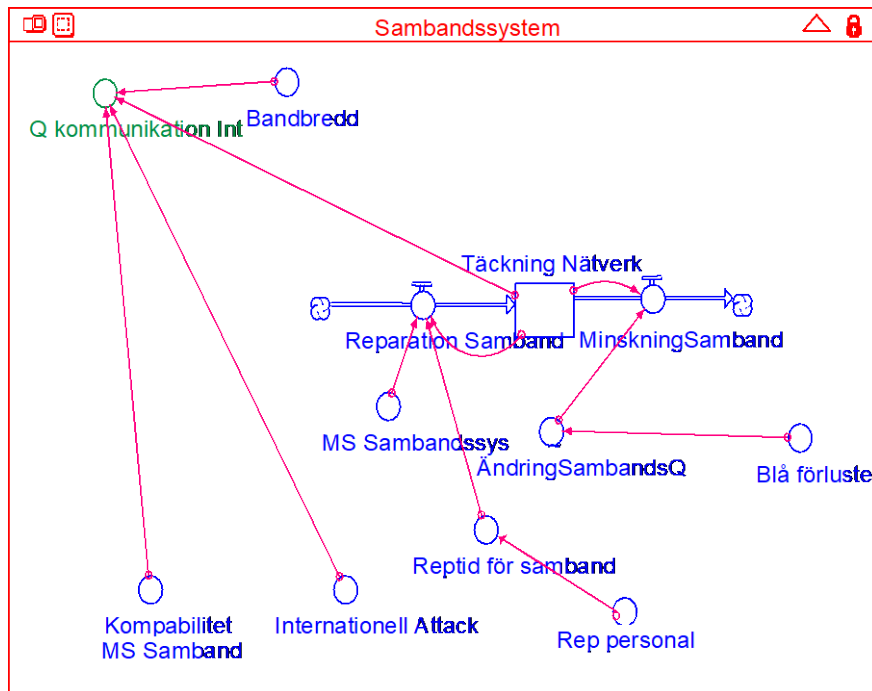 Sambandssystem
Q kommunikation Int
Bandbredd
Täckning Nätverk
Reparation Samband
MinskningSamband
MS Sambandssys
ÄndringSambandsQ
Blå förluste
Reptid för samband
Kompabilitet
MS Samband
Internationell Attack
Rep personal